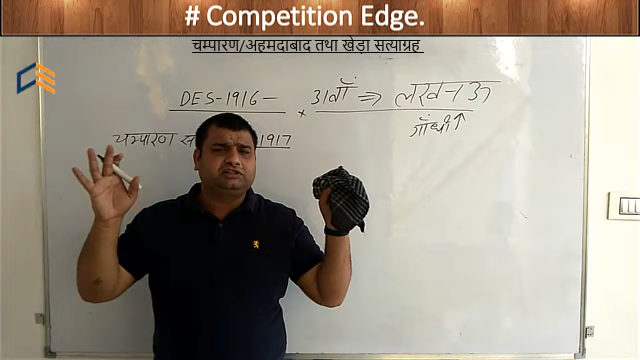 # Competition Edge.
चम्पारण/अहमदाबाद तथा खेड़ा सत्याग्रह
DES-1916- × 31वाँ ⇒ लखनऊ
गाँधी ↑
चम्पारण स 1917